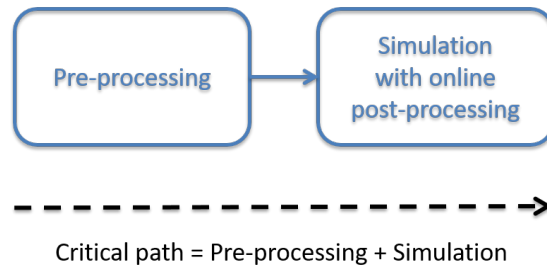 Pre-processing
Simulation
with online
post-processing
Critical path = Pre-processing + Simulation